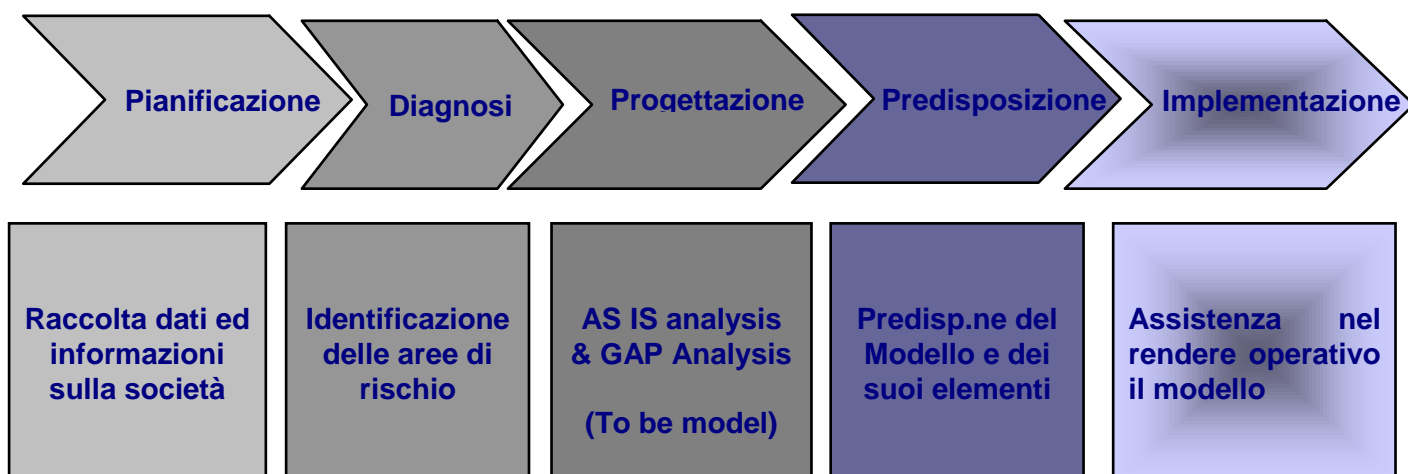 Pianificazione
Diagnosi
Progettazione
Predisposizione
Implementazione
Raccolta dati ed
informazioni
sulla società
Identificazione
delle aree di
rischio
AS IS analysis
& GAP Analysis
(To be model)
Predisp.ne del
Modello e dei
suoi elementi
Assistenza nel
rendere operativo
il modello